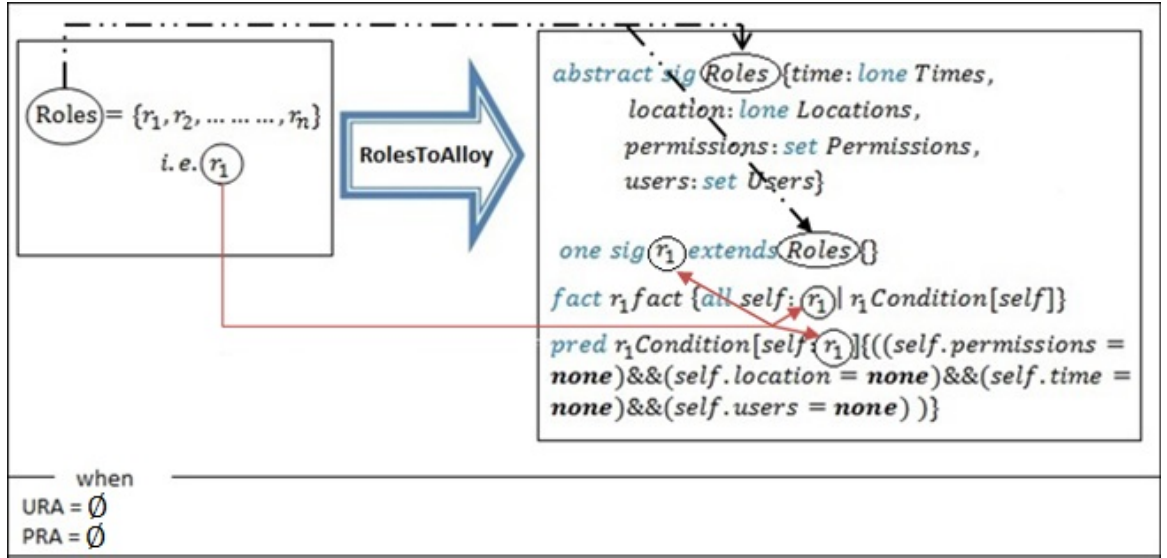 Roles = {r₁, r₂, … … … , rₙ}
i. e. r₁
RolesToAlloy
abstract sig Roles {time: lone Times,
location: lone Locations,
permissions: set Permissions,
users: set Users}
one sig r₁ extends Roles {}
fact r₁fact {all self: r₁| r₁Condition[self]}
pred r₁Condition[self: r₁]{((self.permissions =
none)&&(self.location = none)&&(self.time =
none)&&(self.users = none) )}
when
URA = ∅
PRA = ∅